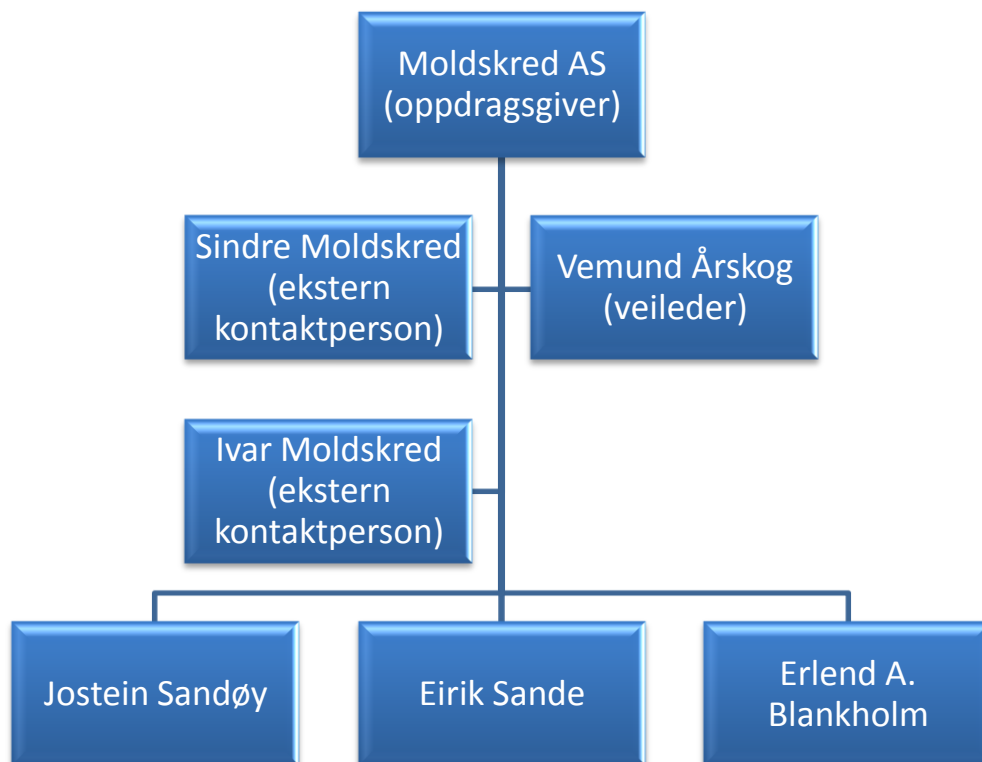 Moldskred AS
(oppdragsgiver)
Sindre Moldskred
(ekstern
kontaktperson)
Vemund Årskog
(veileder)
Ivar Moldskred
(ekstern
kontaktperson)
Jostein Sandøy
Eirik Sande
Erlend A.
Blankholm